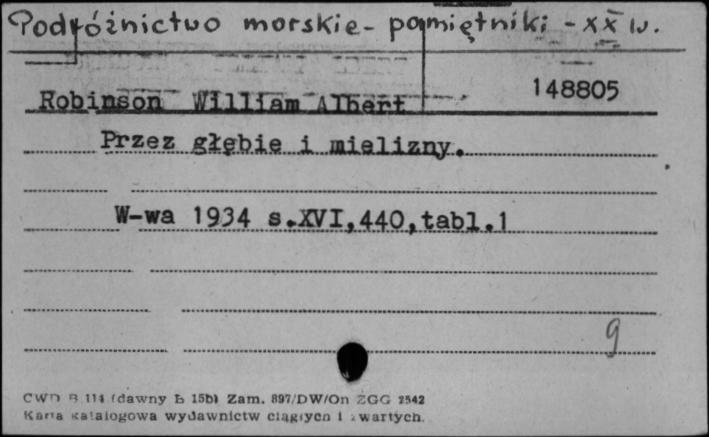 Podróżnictwo morskie - pamiętniki - XX w.
148805
Robinson William Albert
Przez głębie i mielizny.
W-wa 1934 s.XVI,440,tabl.1
9
CWD B 114 (dawny b 15b) Zam. 897/DW/On ZGG 2542
Karta katalogowa wydawnictw ciągłych i zwartych.